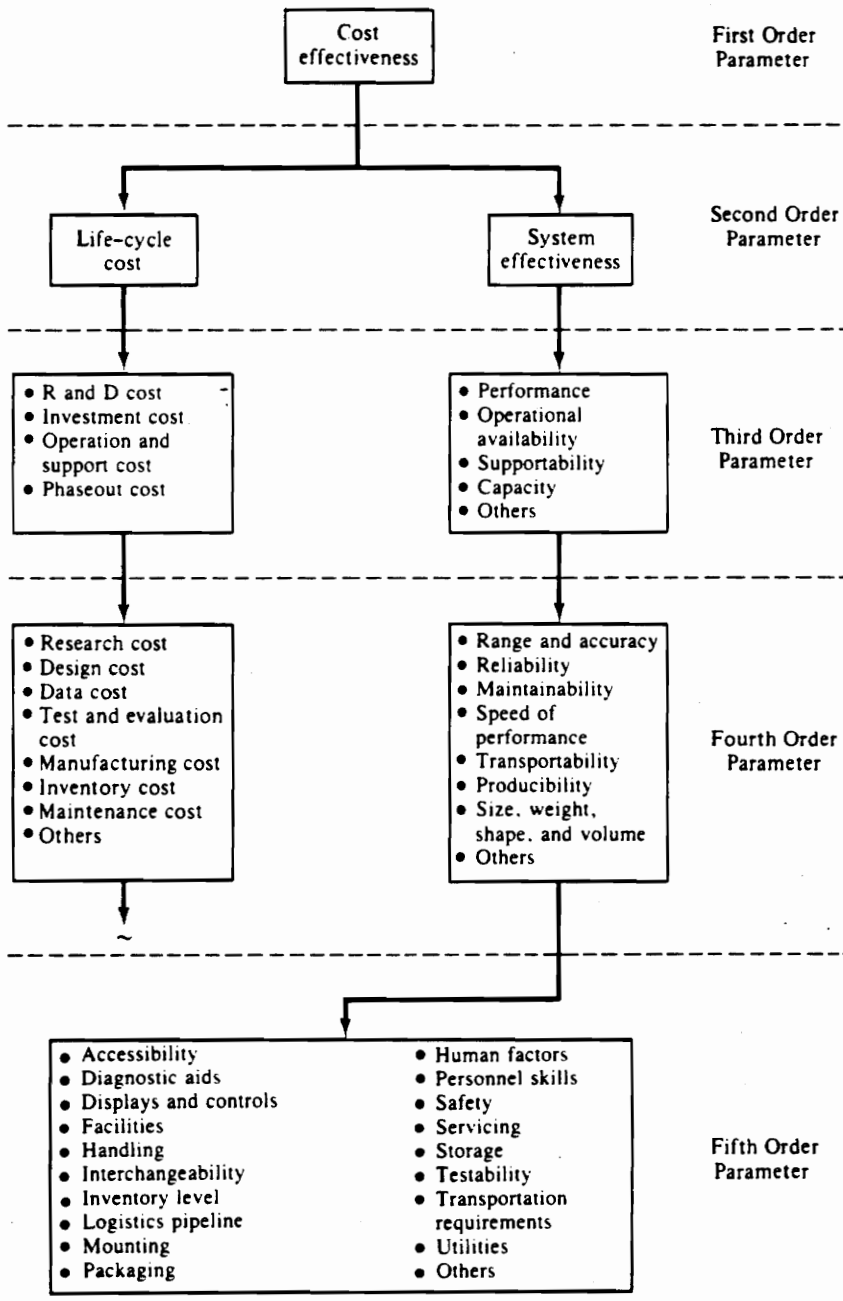 Cost
effectiveness
First Order
Parameter
Life-cycle
cost
System
effectiveness
Second Order
Parameter
• R and D cost
• Investment cost
• Operation and
support cost
• Phaseout cost
• Performance
• Operational
availability
• Supportability
• Capacity
• Others
Third Order
Parameter
• Research cost
• Design cost
• Data cost
• Test and evaluation
cost
• Manufacturing cost
• Inventory cost
• Maintenance cost
• Others
~
• Range and accuracy
• Reliability
• Maintainability
• Speed of
performance
• Transportability
• Producibility
• Size, weight,
shape, and volume
• Others
Fourth Order
Parameter
• Accessibility
• Diagnostic aids
• Displays and controls
• Facilities
• Handling
• Interchangeability
• Inventory level
• Logistics pipeline
• Mounting
• Packaging
• Human factors
• Personnel skills
• Safety
• Servicing
• Storage
• Testability
• Transportation
requirements
• Utilities
• Others
Fifth Order
Parameter